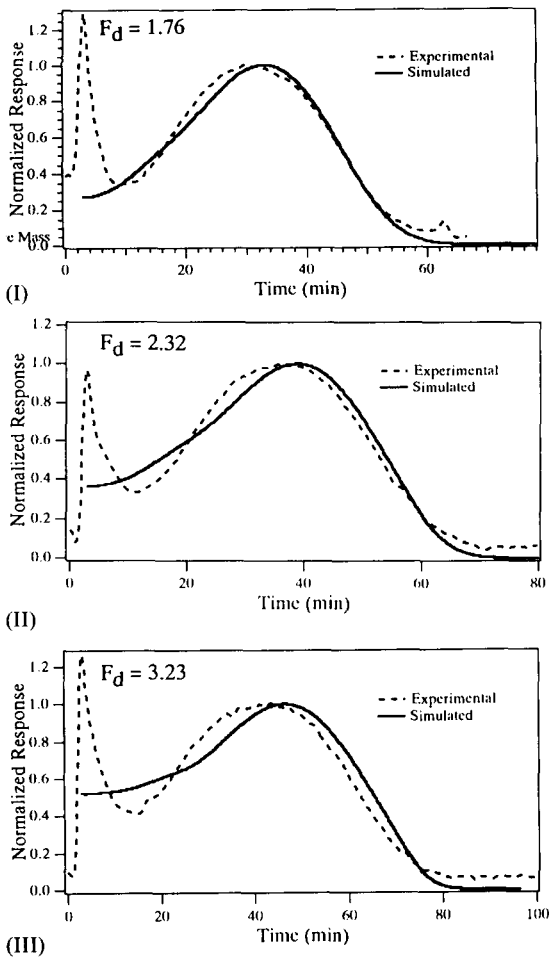 F_d = 1.76
Normalized Response
1.2
1.0
0.8
0.6
0.4
0.2
0.0
e Mass
Experimental
Simulated
0 20 40 60
Time (min)
(I)
F_d = 2.32
Normalized Response
1.2
1.0
0.8
0.6
0.4
0.2
0.0
Experimental
Simulated
0 20 40 60 80
Time (min)
(II)
F_d = 3.23
Normalized Response
1.2
1.0
0.8
0.6
0.4
0.2
0.0
Experimental
Simulated
0 20 40 60 80 100
Time (min)
(III)